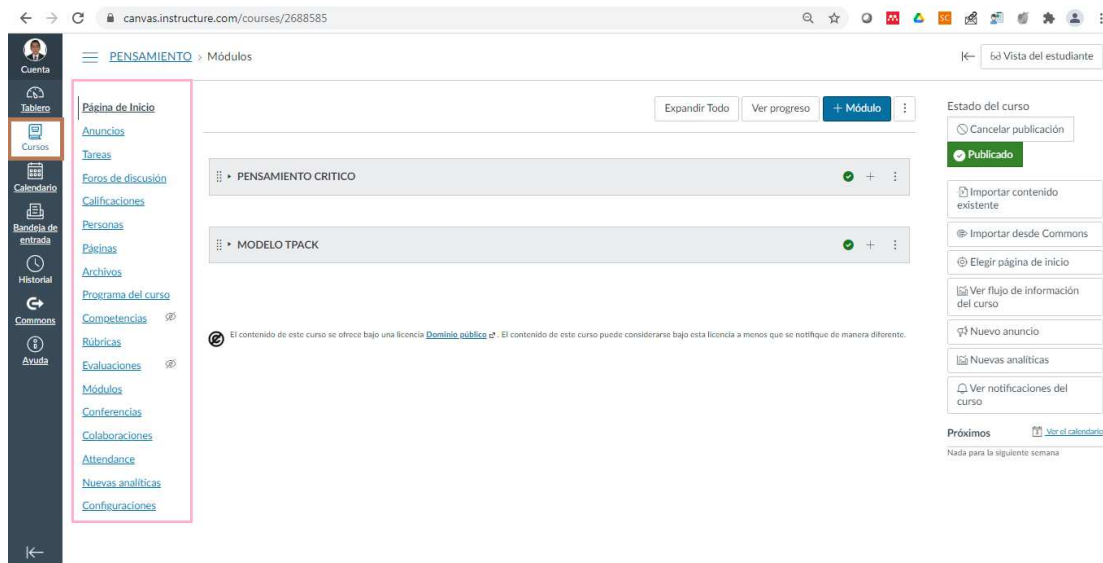 canvas.instructure.com/courses/2688585
SC
Cuenta
Tablero
Cursos
Calendario
Bandeja de
entrada
Historial
Commons
Ayuda
PENSAMIENTO > Módulos
Vista del estudiante
Página de Inicio
Anuncios
Tareas
Foros de discusión
Calificaciones
Personas
Páginas
Archivos
Programa del curso
Competencias
Rúbricas
Evaluaciones
Módulos
Conferencias
Colaboraciones
Attendance
Nuevas analíticas
Configuraciones
Expandir Todo Ver progreso + Módulo
PENSAMIENTO CRITICO
MODELO TPACK
El contenido de este curso se ofrece bajo una licencia Dominio público . El contenido de este curso puede considerarse bajo esta licencia a menos que se notifique de manera diferente.
Estado del curso
Cancelar publicación
Publicado
Importar contenido
existente
Importar desde Commons
Elegir página de inicio
Ver flujo de información
del curso
Nuevo anuncio
Nuevas analíticas
Ver notificaciones del
curso
Próximos Ver el calendario
Nada para la siguiente semana